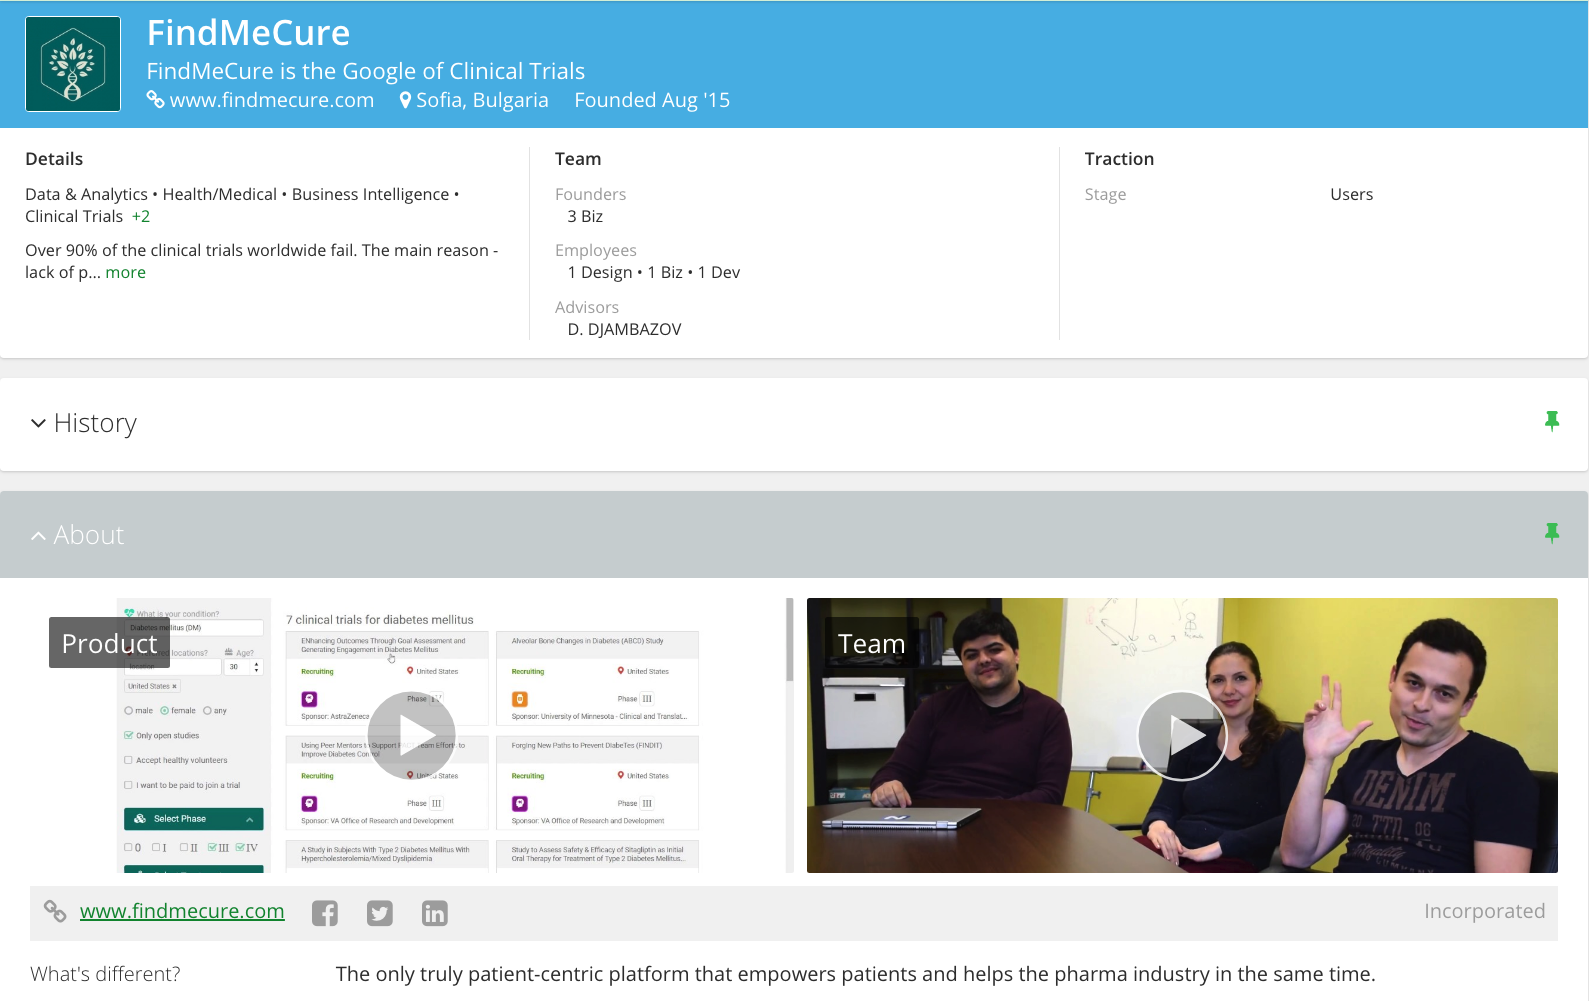 FindMeCure
FindMeCure is the Google of Clinical Trials
www.findmecure.com Sofia, Bulgaria Founded Aug '15
Details
Data & Analytics • Health/Medical • Business Intelligence •
Clinical Trials +2
Over 90% of the clinical trials worldwide fail. The main reason -
lack of p... more
Team
Founders
3 Biz
Employees
1 Design • 1 Biz • 1 Dev
Advisors
D. DJAMBAZOV
Traction
Stage Users
History
About
Product
What is your condition?
Diabetes mellitus (DM)
locations? Age?
location 30
United States ×
male female any
Only open studies
Accept healthy volunteers
I want to be paid to join a trial
Select Phase
0 I II III IV
7 clinical trials for diabetes mellitus
ENhancing Outcomes Through Goal Assessment and
Generating Engagement in Diabetes Mellitus
Recruiting United States
Phase IV
Sponsor: AstraZeneca
Alveolar Bone Changes in Diabetes (ABCD) Study
Recruiting United States
Phase III
Sponsor: University of Minnesota - Clinical and Translat...
Using Peer Mentors to Support Team Efforts to
Improve Diabetes Control
Recruiting United States
Phase III
Sponsor: VA Office of Research and Development
Forging New Paths to Prevent DiabeTes (FINDIT)
Recruiting United States
Phase III
Sponsor: VA Office of Research and Development
A Study in Subjects With Type 2 Diabetes Mellitus With
Hypercholesterolemia/Mixed Dyslipidemia
Study to Assess Safety & Efficacy of Sitagliptin as Initial
Oral Therapy for Treatment of Type 2 Diabetes Mellitus...
Team
DENIM
www.findmecure.com Incorporated
What's different? The only truly patient-centric platform that empowers patients and helps the pharma industry in the same time.